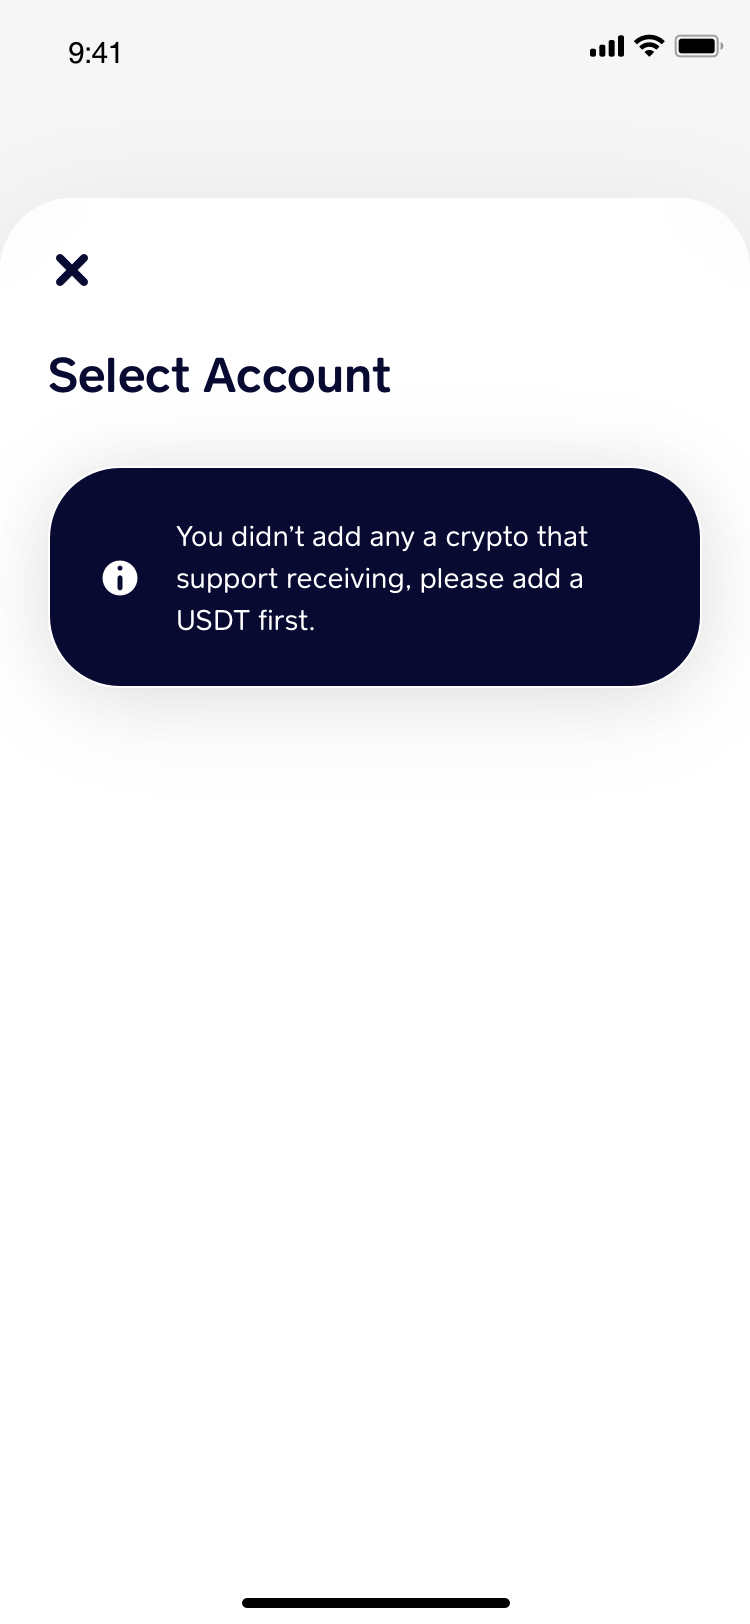 9:41
Select Account
You didn’t add any a crypto that
support receiving, please add a
USDT first.